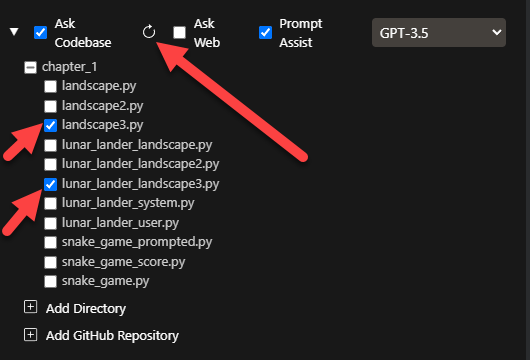 Ask Codebase
Ask Web
Prompt Assist
GPT-3.5
chapter_1
landscape.py
landscape2.py
landscape3.py
lunar_lander_landscape.py
lunar_lander_landscape2.py
lunar_lander_landscape3.py
lunar_lander_system.py
lunar_lander_user.py
snake_game_prompted.py
snake_game_score.py
snake_game.py
Add Directory
Add GitHub Repository